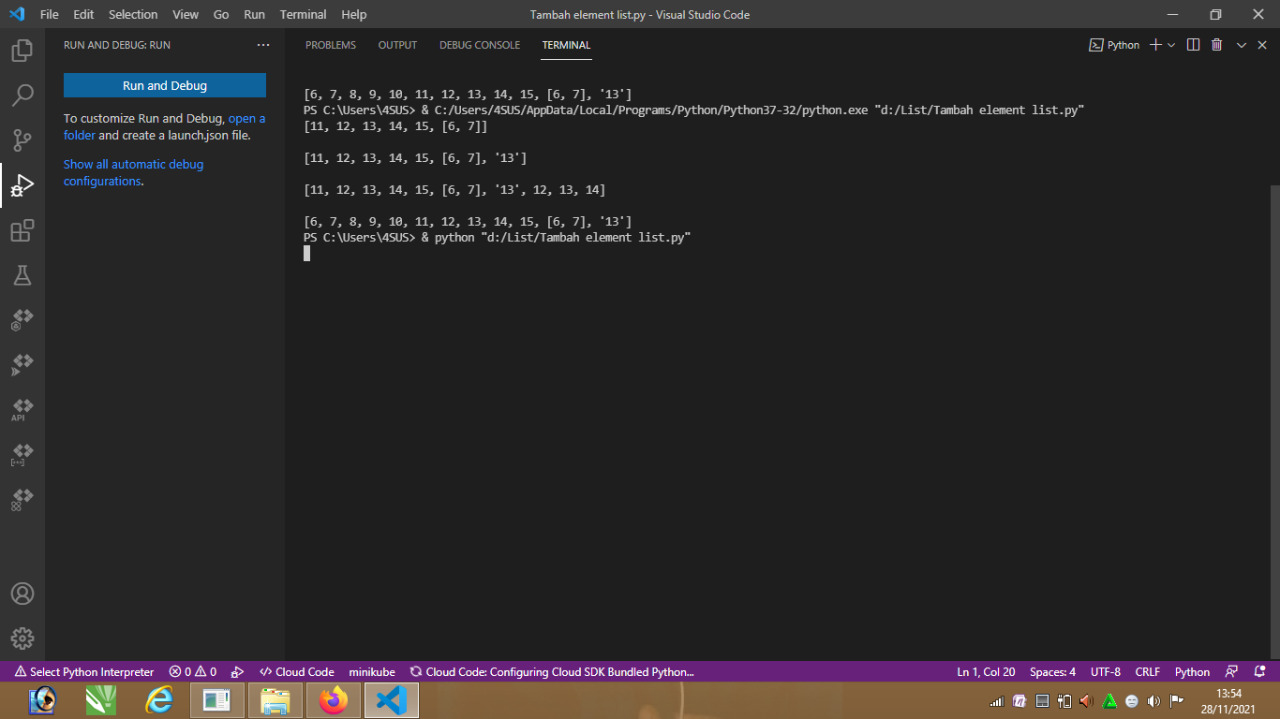 File Edit Selection View Go Run Terminal Help
Tambah element list.py - Visual Studio Code
RUN AND DEBUG: RUN
Run and Debug
To customize Run and Debug, open a
folder and create a launch.json file.
Show all automatic debug
configurations.
API
PROBLEMS OUTPUT DEBUG CONSOLE TERMINAL
Python
[6, 7, 8, 9, 10, 11, 12, 13, 14, 15, [6, 7], '13']
PS C:\Users\4SUS> & C:/Users/4SUS/AppData/Local/Programs/Python/Python37-32/python.exe "d:/List/Tambah element list.py"
[11, 12, 13, 14, 15, [6, 7]]
[11, 12, 13, 14, 15, [6, 7], '13']
[11, 12, 13, 14, 15, [6, 7], '13', 12, 13, 14]
[6, 7, 8, 9, 10, 11, 12, 13, 14, 15, [6, 7], '13']
PS C:\Users\4SUS> & python "d:/List/Tambah element list.py"
Select Python Interpreter 0 0 Cloud Code minikube Cloud Code: Configuring Cloud SDK Bundled Python... Ln 1, Col 20 Spaces: 4 UTF-8 CRLF Python
13:54
28/11/2021